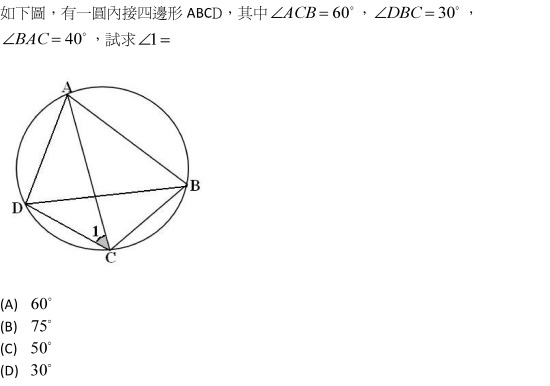 如下圖，有一圓內接四邊形 ABCD，其中∠ACB = 60°，∠DBC = 30°，
∠BAC = 40°，試求∠1 =
A
B
D
1
C
(A) 60°
(B) 75°
(C) 50°
(D) 30°